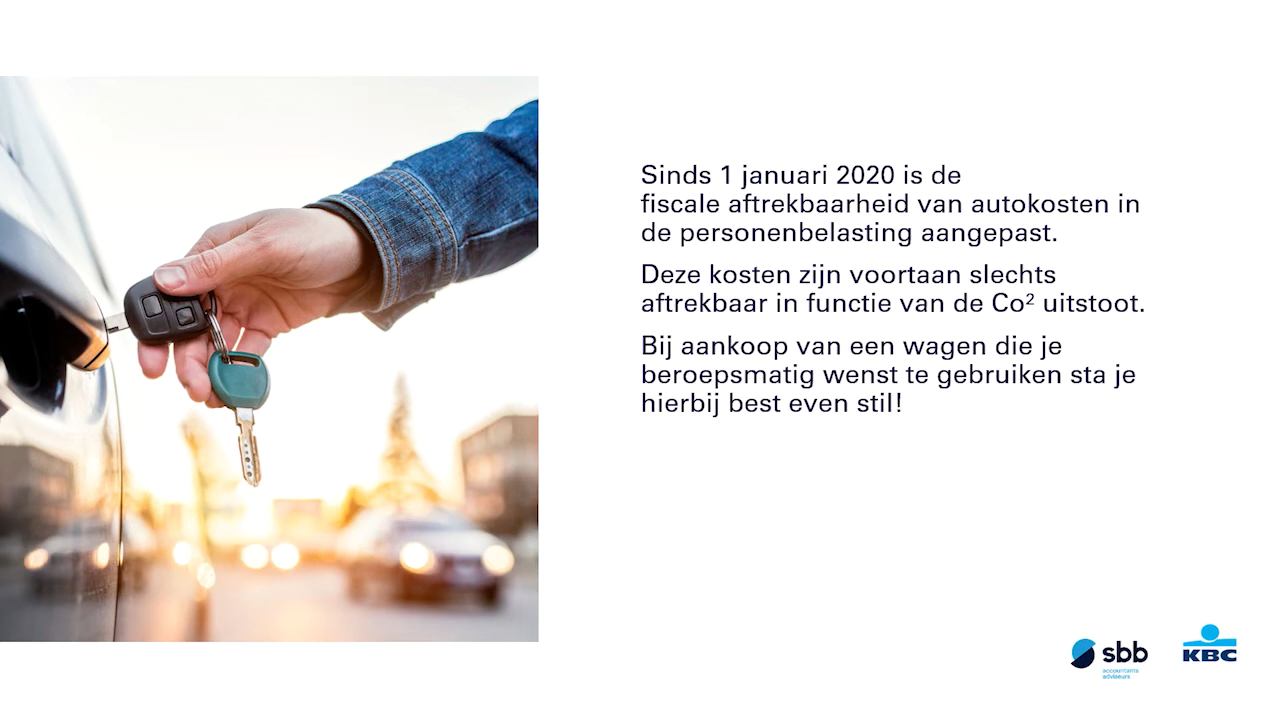 Sinds 1 januari 2020 is de
fiscale aftrekbaarheid van autokosten in
de personenbelasting aangepast.
Deze kosten zijn voortaan slechts
aftrekbaar in functie van de Co² uitstoot.
Bij aankoop van een wagen die je
beroepsmatig wenst te gebruiken sta je
hierbij best even stil!
sbb
accountants
adviseurs
KBC